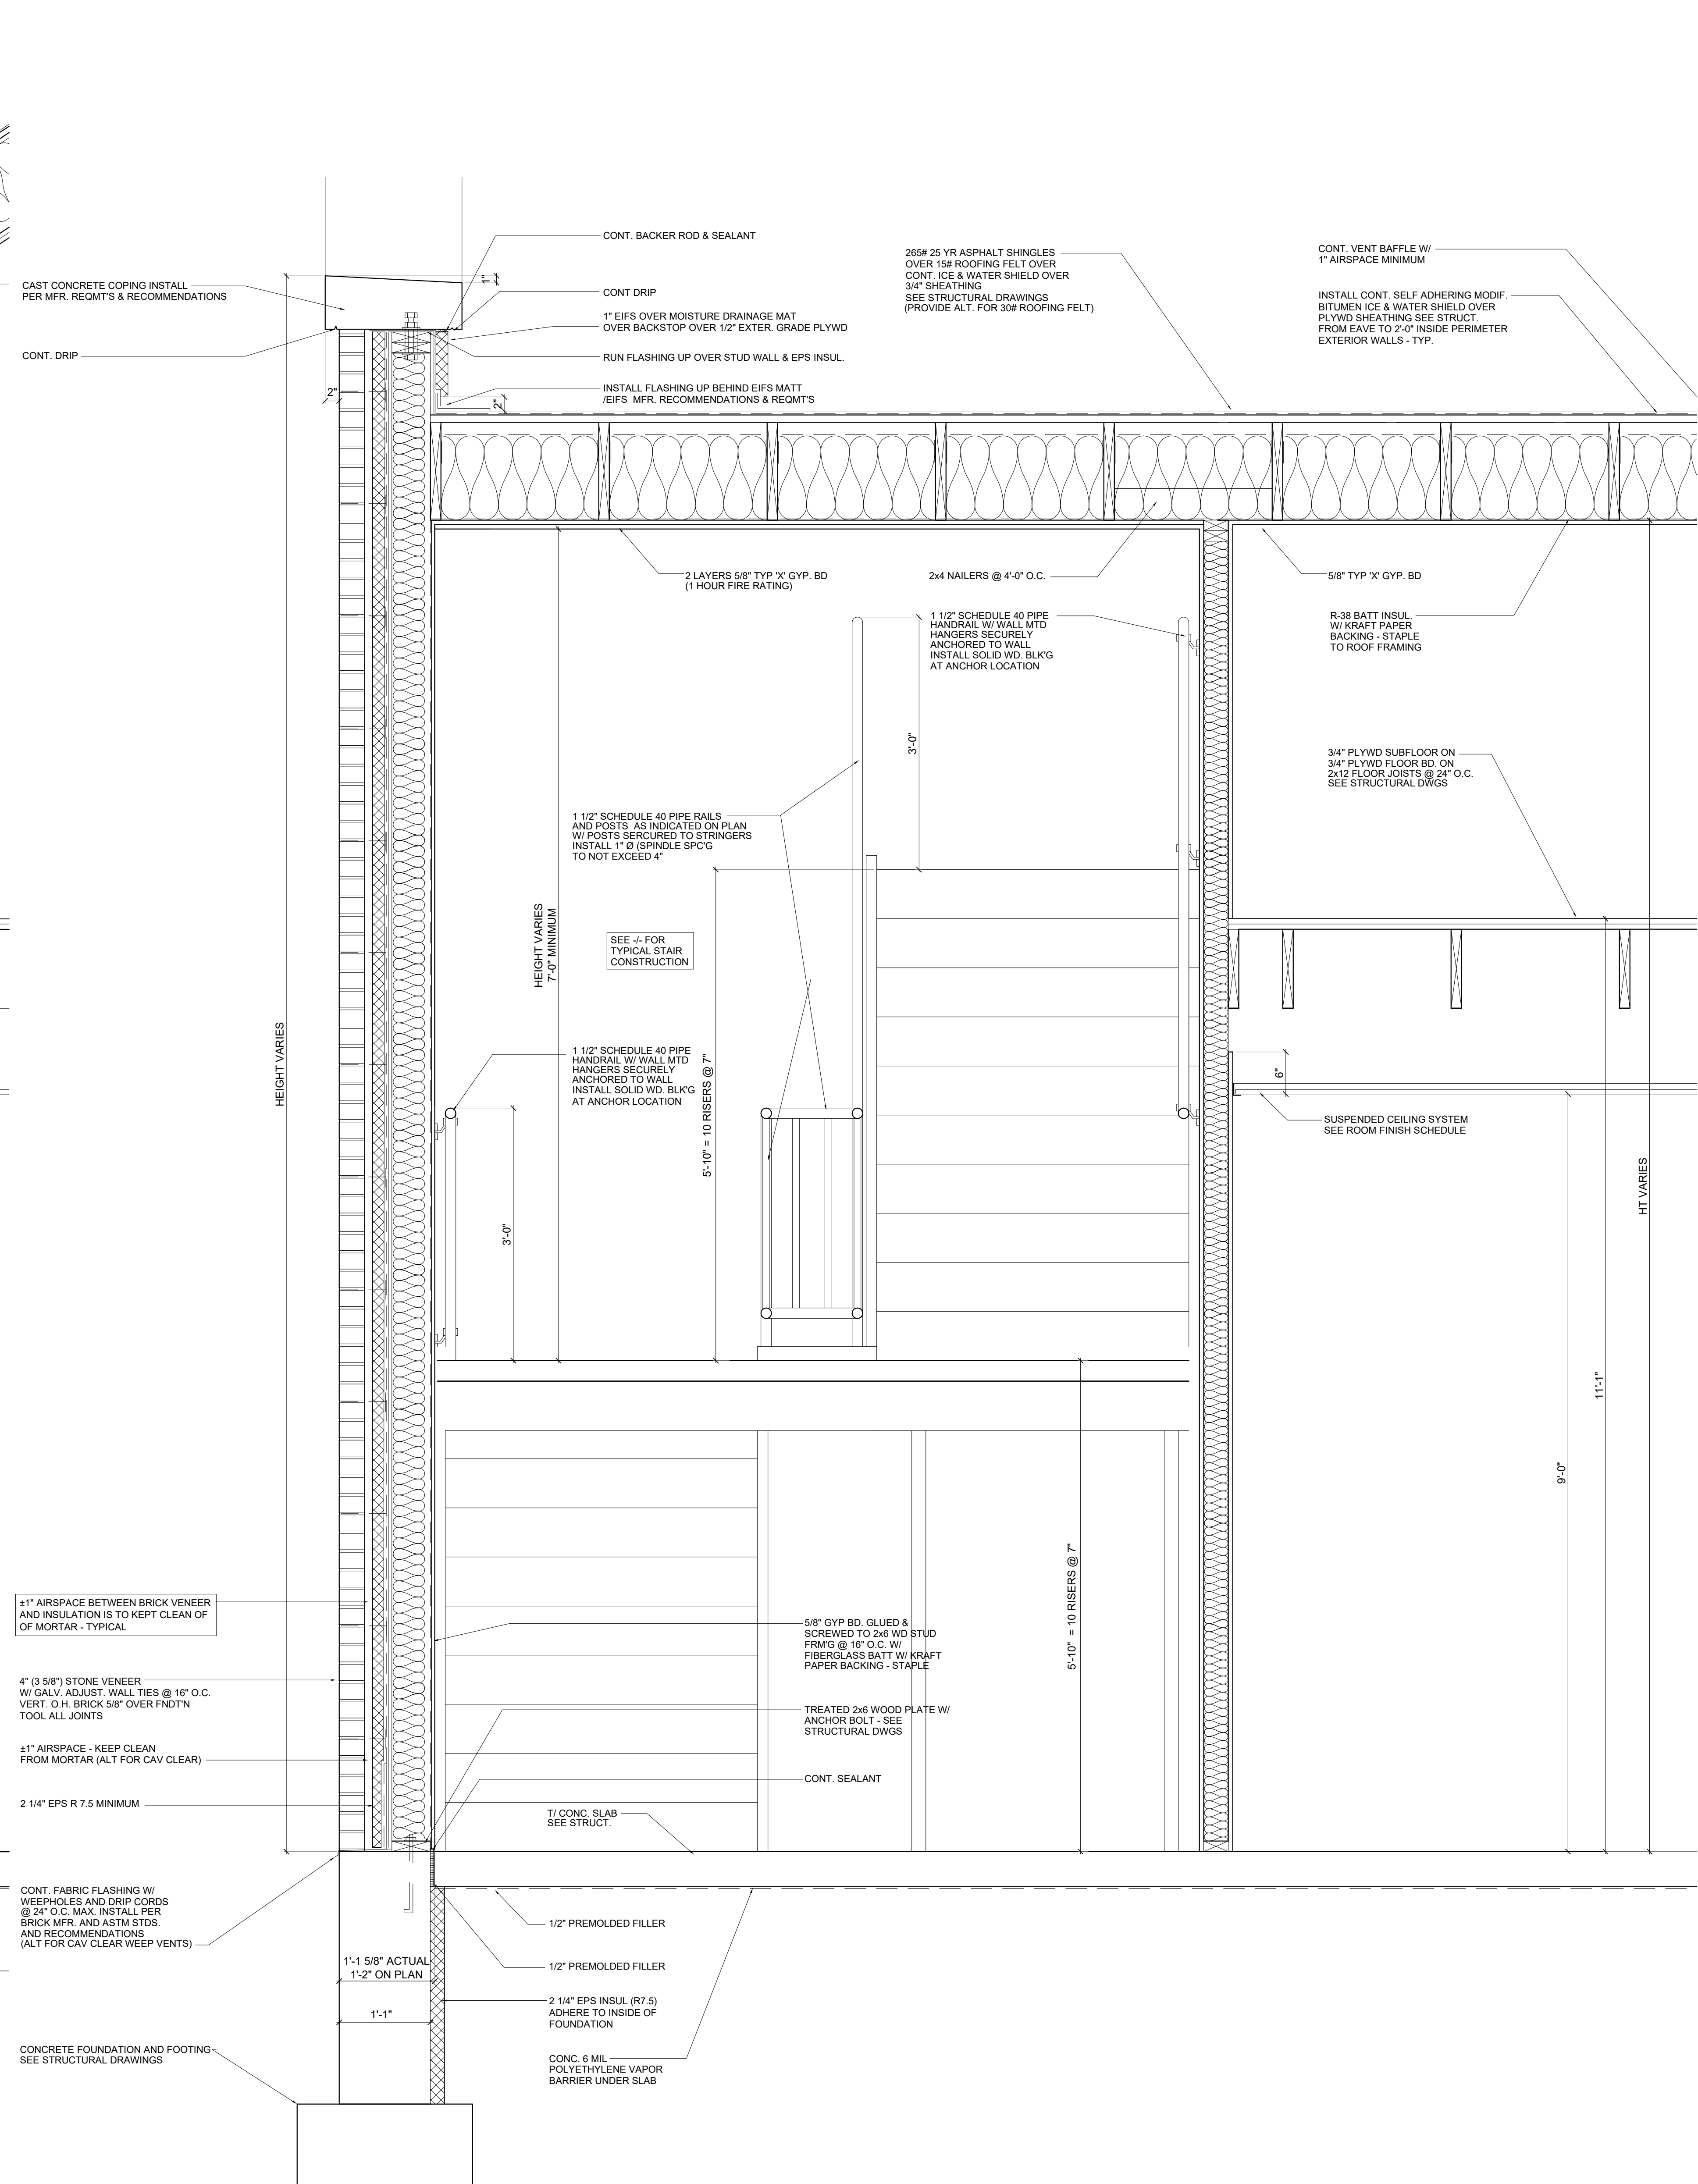 CONT. BACKER ROD & SEALANT
265# 25 YR ASPHALT SHINGLES
OVER 15# ROOFING FELT OVER
CONT. ICE & WATER SHIELD OVER
3/4" SHEATHING
SEE STRUCTURAL DRAWINGS
(PROVIDE ALT. FOR 30# ROOFING FELT)
CONT. VENT BAFFLE W/
1" AIRSPACE MINIMUM
CAST CONCRETE COPING INSTALL
PER MFR. REQMT'S & RECOMMENDATIONS
1"
CONT DRIP
INSTALL CONT. SELF ADHERING MODIF.
BITUMEN ICE & WATER SHIELD OVER
PLYWD SHEATHING SEE STRUCT.
FROM EAVE TO 2'-0" INSIDE PERIMETER
EXTERIOR WALLS - TYP.
1" EIFS OVER MOISTURE DRAINAGE MAT
OVER BACKSTOP OVER 1/2" EXTER. GRADE PLYWD
CONT. DRIP
RUN FLASHING UP OVER STUD WALL & EPS INSUL.
2"
INSTALL FLASHING UP BEHIND EIFS MATT
/EIFS  MFR. RECOMMENDATIONS & REQMT'S
2"
2 LAYERS 5/8" TYP 'X' GYP. BD
(1 HOUR FIRE RATING)
2x4 NAILERS @ 4'-0" O.C.
5/8" TYP 'X' GYP. BD
1 1/2" SCHEDULE 40 PIPE
HANDRAIL W/ WALL MTD
HANGERS SECURELY
ANCHORED TO WALL
INSTALL SOLID WD. BLK'G
AT ANCHOR LOCATION
R-38 BATT INSUL.
W/ KRAFT PAPER
BACKING - STAPLE
TO ROOF FRAMING
3'-0"
3/4" PLYWD SUBFLOOR ON
3/4" PLYWD FLOOR BD. ON
2x12 FLOOR JOISTS @ 24" O.C.
SEE STRUCTURAL DWGS
1 1/2" SCHEDULE 40 PIPE RAILS
AND POSTS  AS INDICATED ON PLAN
W/ POSTS SERCURED TO STRINGERS
INSTALL 1" Ø (SPINDLE SPC'G
TO NOT EXCEED 4"
HEIGHT VARIES
7'-0" MINIMUM
SEE -/- FOR
TYPICAL STAIR
CONSTRUCTION
HEIGHT VARIES
1 1/2" SCHEDULE 40 PIPE
HANDRAIL W/ WALL MTD
HANGERS SECURELY
ANCHORED TO WALL
INSTALL SOLID WD. BLK'G
AT ANCHOR LOCATION
5'-10" = 10 RISERS @ 7"
6"
SUSPENDED CEILING SYSTEM
SEE ROOM FINISH SCHEDULE
HT VARIES
3'-0"
11'-1"
9'-0"
5'-10"  = 10 RISERS @ 7"
±1" AIRSPACE BETWEEN BRICK VENEER
AND INSULATION IS TO KEPT CLEAN OF
OF MORTAR - TYPICAL
5/8" GYP BD. GLUED &
SCREWED TO 2x6 WD STUD
FRM'G @ 16" O.C. W/
FIBERGLASS BATT W/ KRAFT
PAPER BACKING - STAPLE
4" (3 5/8") STONE VENEER
W/ GALV. ADJUST. WALL TIES @ 16" O.C.
VERT. O.H. BRICK 5/8" OVER FNDT'N
TOOL ALL JOINTS
TREATED 2x6 WOOD PLATE W/
ANCHOR BOLT - SEE
STRUCTURAL DWGS
±1" AIRSPACE - KEEP CLEAN
FROM MORTAR (ALT FOR CAV CLEAR)
CONT. SEALANT
2 1/4" EPS R 7.5 MINIMUM
T/ CONC. SLAB
SEE STRUCT.
CONT. FABRIC FLASHING W/
WEEPHOLES AND DRIP CORDS
@ 24" O.C. MAX. INSTALL PER
BRICK MFR. AND ASTM STDS.
AND RECOMMENDATIONS
(ALT FOR CAV CLEAR WEEP VENTS)
1/2" PREMOLDED FILLER
1'-1 5/8" ACTUAL
1'-2" ON PLAN
1/2" PREMOLDED FILLER
1'-1"
2 1/4" EPS INSUL (R7.5)
ADHERE TO INSIDE OF
FOUNDATION
CONCRETE FOUNDATION AND FOOTING
SEE STRUCTURAL DRAWINGS
CONC. 6 MIL
POLYETHYLENE VAPOR
BARRIER UNDER SLAB